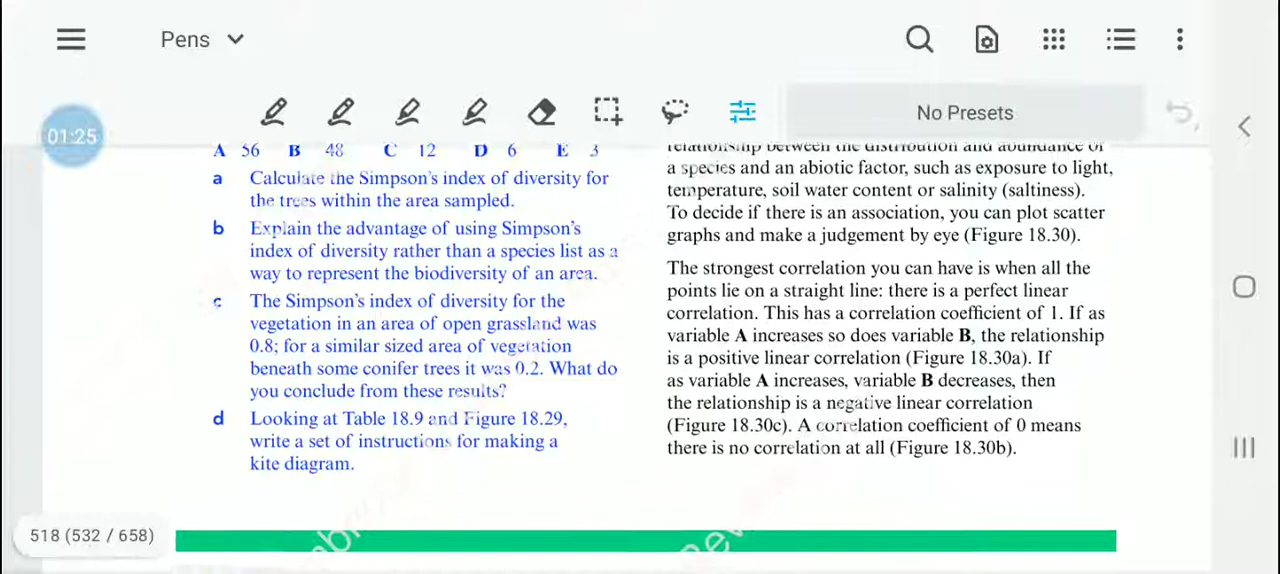 Pens
No Presets
01:25
A 56 B 48 C 12 D 6 E 3
a Calculate the Simpson's index of diversity for
the trees within the area sampled.
b Explain the advantage of using Simpson's
index of diversity rather than a species list as a
way to represent the biodiversity of an area.
c The Simpson's index of diversity for the
vegetation in an area of open grassland was
0.8; for a similar sized area of vegetation
beneath some conifer trees it was 0.2. What do
you conclude from these results?
d Looking at Table 18.9 and Figure 18.29,
write a set of instructions for making a
kite diagram.
relationship between the distribution and abundance of
a species and an abiotic factor, such as exposure to light,
temperature, soil water content or salinity (saltiness).
To decide if there is an association, you can plot scatter
graphs and make a judgement by eye (Figure 18.30).
The strongest correlation you can have is when all the
points lie on a straight line: there is a perfect linear
correlation. This has a correlation coefficient of 1. If as
variable A increases so does variable B, the relationship
is a positive linear correlation (Figure 18.30a). If
as variable A increases, variable B decreases, then
the relationship is a negative linear correlation
(Figure 18.30c). A correlation coefficient of 0 means
there is no correlation at all (Figure 18.30b).
518 (532 / 658)